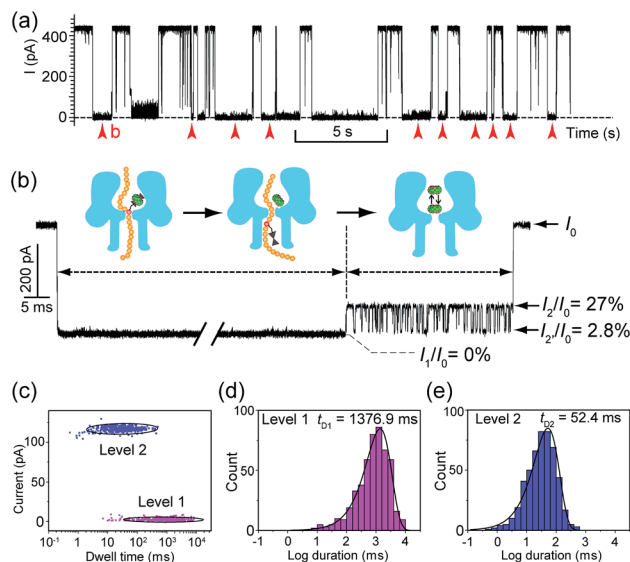 (a)
I (pA)
400
200
0
b
5 s
Time (s)
(b)
I0
200 pA
5 ms
I2/I0= 27%
I2'/I0= 2.8%
I1/I0= 0%
(c)
Current (pA)
100
50
0
Level 2
Level 1
10-1 100 101 102 103 104
Dwell time (ms)
(d)
Count
100
50
0
Level 1 tD1 = 1376.9 ms
-1 0 1 2 3 4
Log duration (ms)
(e)
Count
100
50
0
Level 2 tD2 = 52.4 ms
-1 0 1 2 3 4
Log duration (ms)